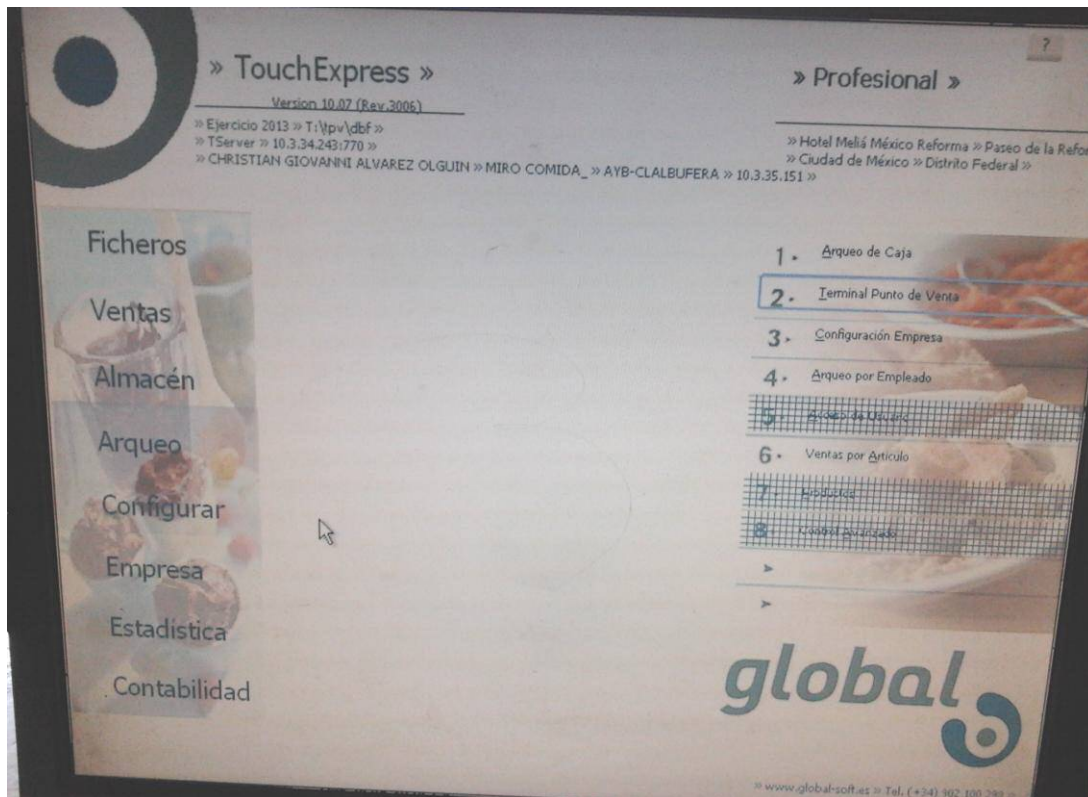 ?
» TouchExpress »
» Profesional »
Version 10.07 (Rev.3006)
» Ejercicio 2013 » T:\tpv\dbf »
» TServer » 10.3.34.243:770 »
» CHRISTIAN GIOVANNI ALVAREZ OLGUIN » MIRO COMIDA_ » AYB-CLALBUFERA » 10.3.35.151 »
» Hotel Meliá México Reforma » Paseo de la Refor
» Ciudad de México » Distrito Federal »
Ficheros
Ventas
Almacén
Arqueo
Configurar
Empresa
Estadística
Contabilidad
1. Arqueo de Caja
2. Terminal Punto de Venta
3. Configuración Empresa
4. Arqueo por Empleado
5. de Usuario
6. Ventas por Artículo
7. Productos
8. Control Avanzado
global
» www.global-soft.es » Tel. (+34) 902 100 293